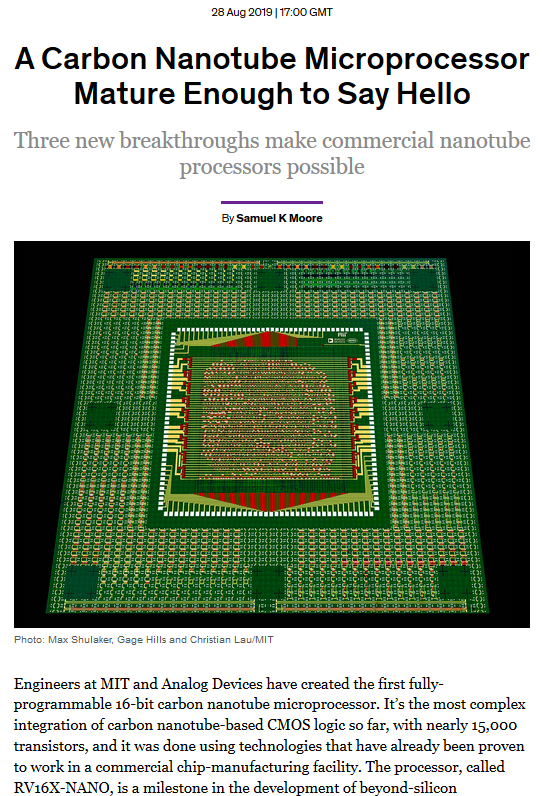 28 Aug 2019 | 17:00 GMT
A Carbon Nanotube Microprocessor
Mature Enough to Say Hello
Three new breakthroughs make commercial nanotube
processors possible
By Samuel K Moore
Photo: Max Shulaker, Gage Hills and Christian Lau/MIT
Engineers at MIT and Analog Devices have created the first fully-
programmable 16-bit carbon nanotube microprocessor. It’s the most complex
integration of carbon nanotube-based CMOS logic so far, with nearly 15,000
transistors, and it was done using technologies that have already been proven
to work in a commercial chip-manufacturing facility. The processor, called
RV16X-NANO, is a milestone in the development of beyond-silicon